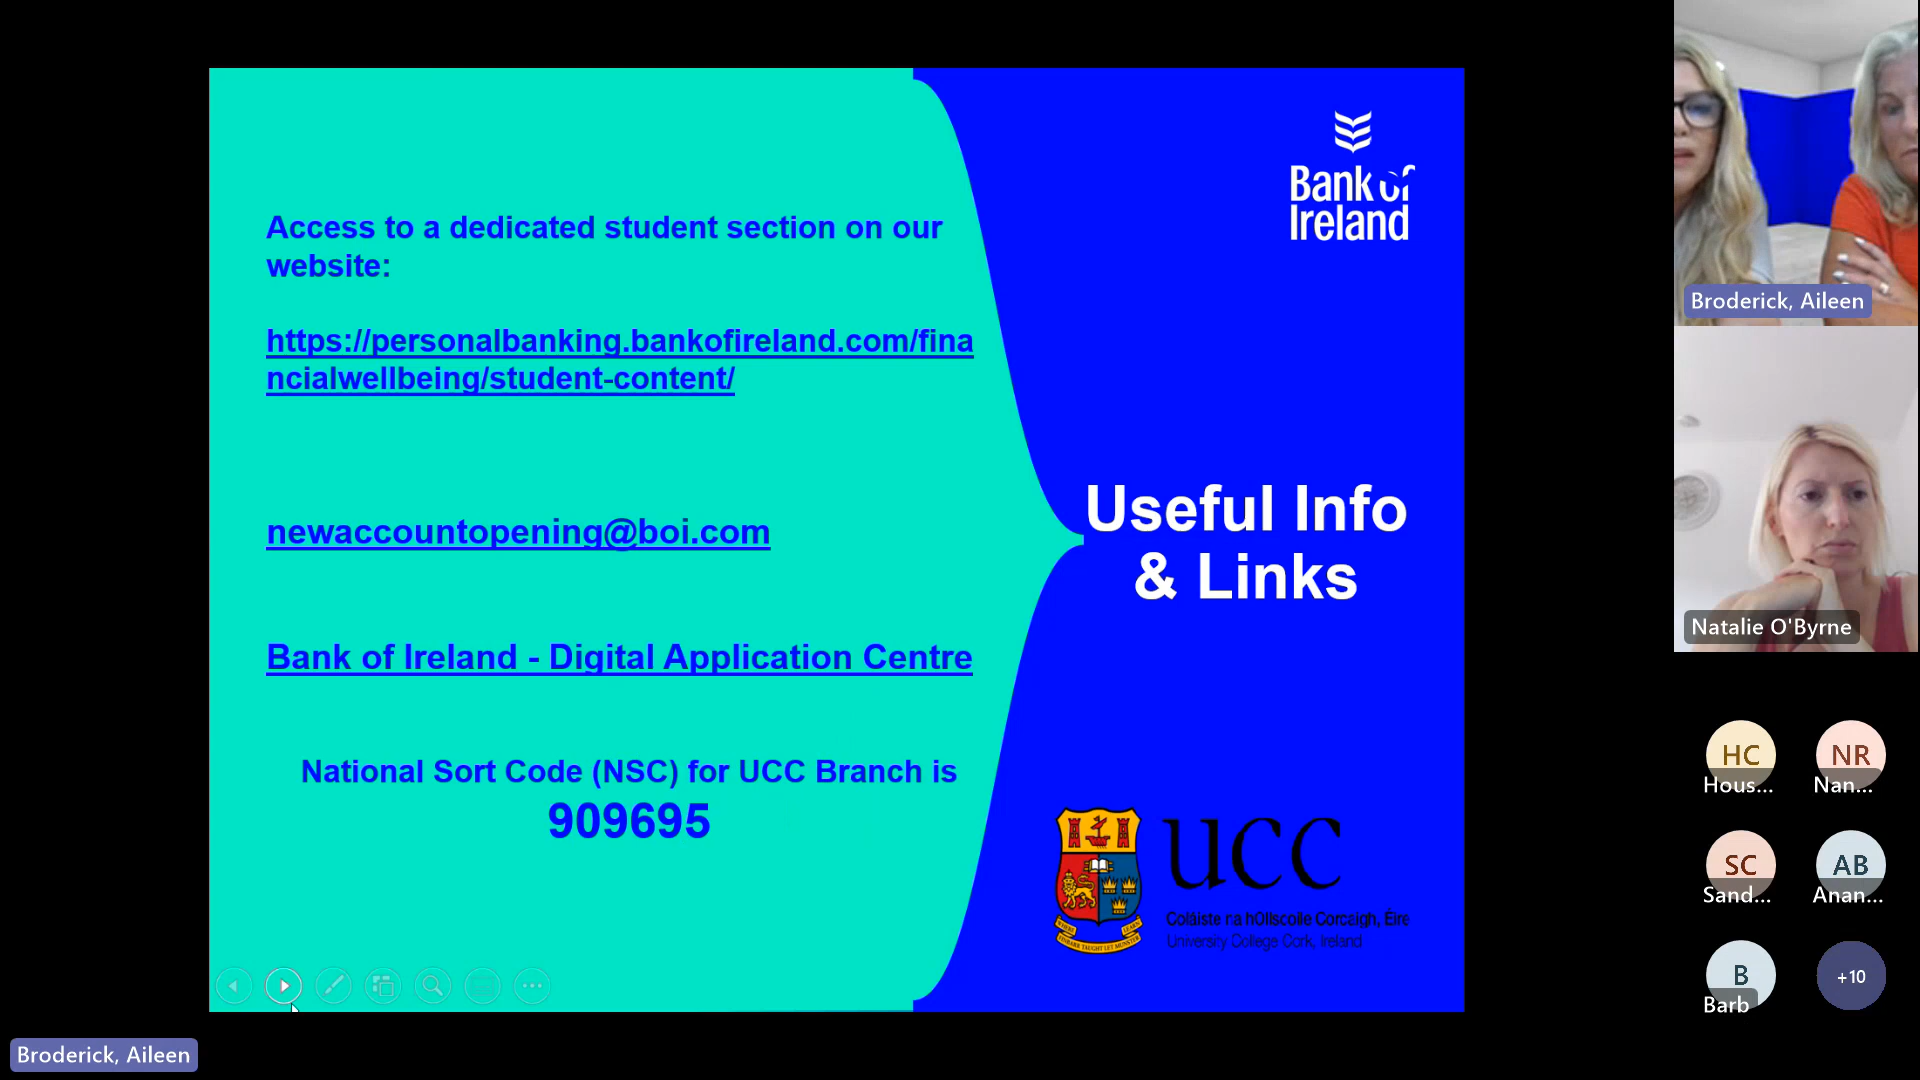 Access to a dedicated student section on our
website:
https://personalbanking.bankofireland.com/fina
ncialwellbeing/student-content/
newaccountopening@boi.com
Bank of Ireland - Digital Application Centre
National Sort Code (NSC) for UCC Branch is
909695
Bank of
Ireland
Useful Info
& Links
UCC
Coláiste na hOllscoile Corcaigh, Éire
University College Cork, Ireland
Broderick, Aileen
Natalie O'Byrne
HC
Hous...
NR
Nan...
SC
Sand...
AB
Anan...
B
Barb
+10
Broderick, Aileen